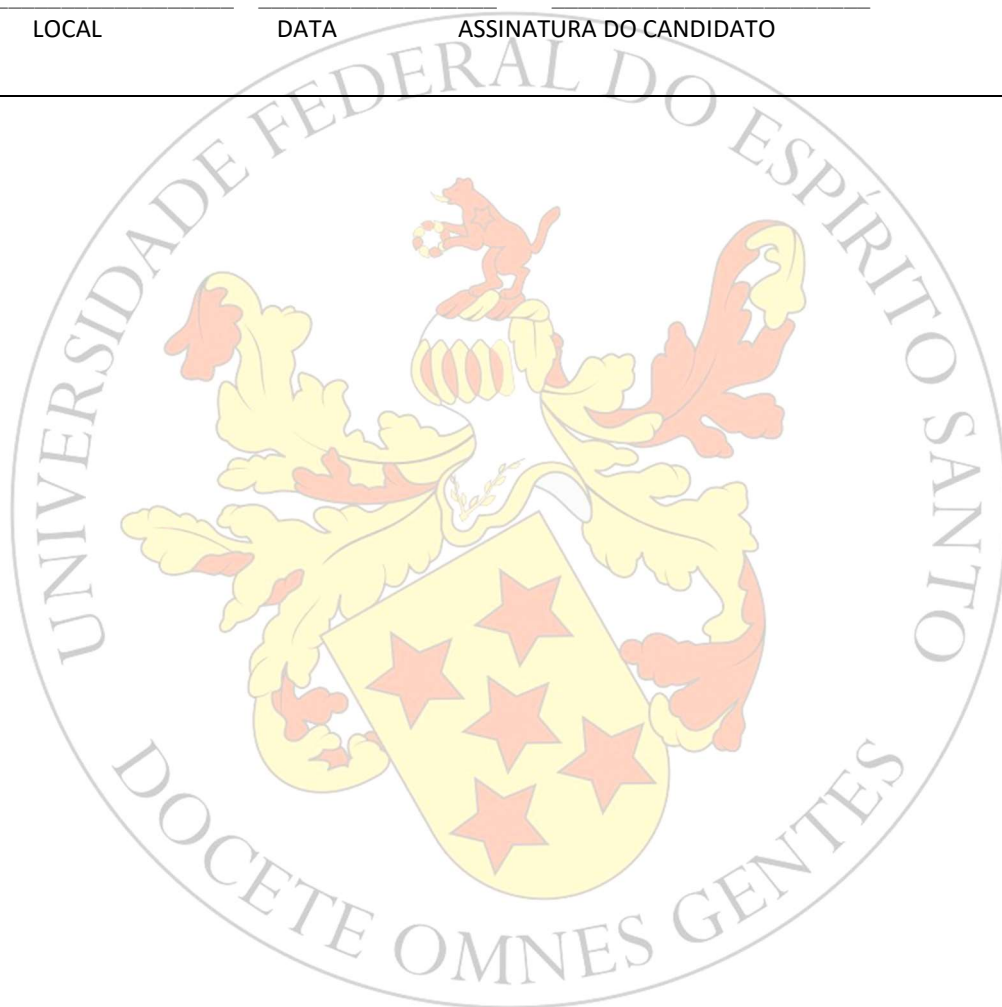 LOCAL DATA ASSINATURA DO CANDIDATO
UNIVERSIDADE FEDERAL DO ESPÍRITO SANTO
DOCETE OMNES GENTES